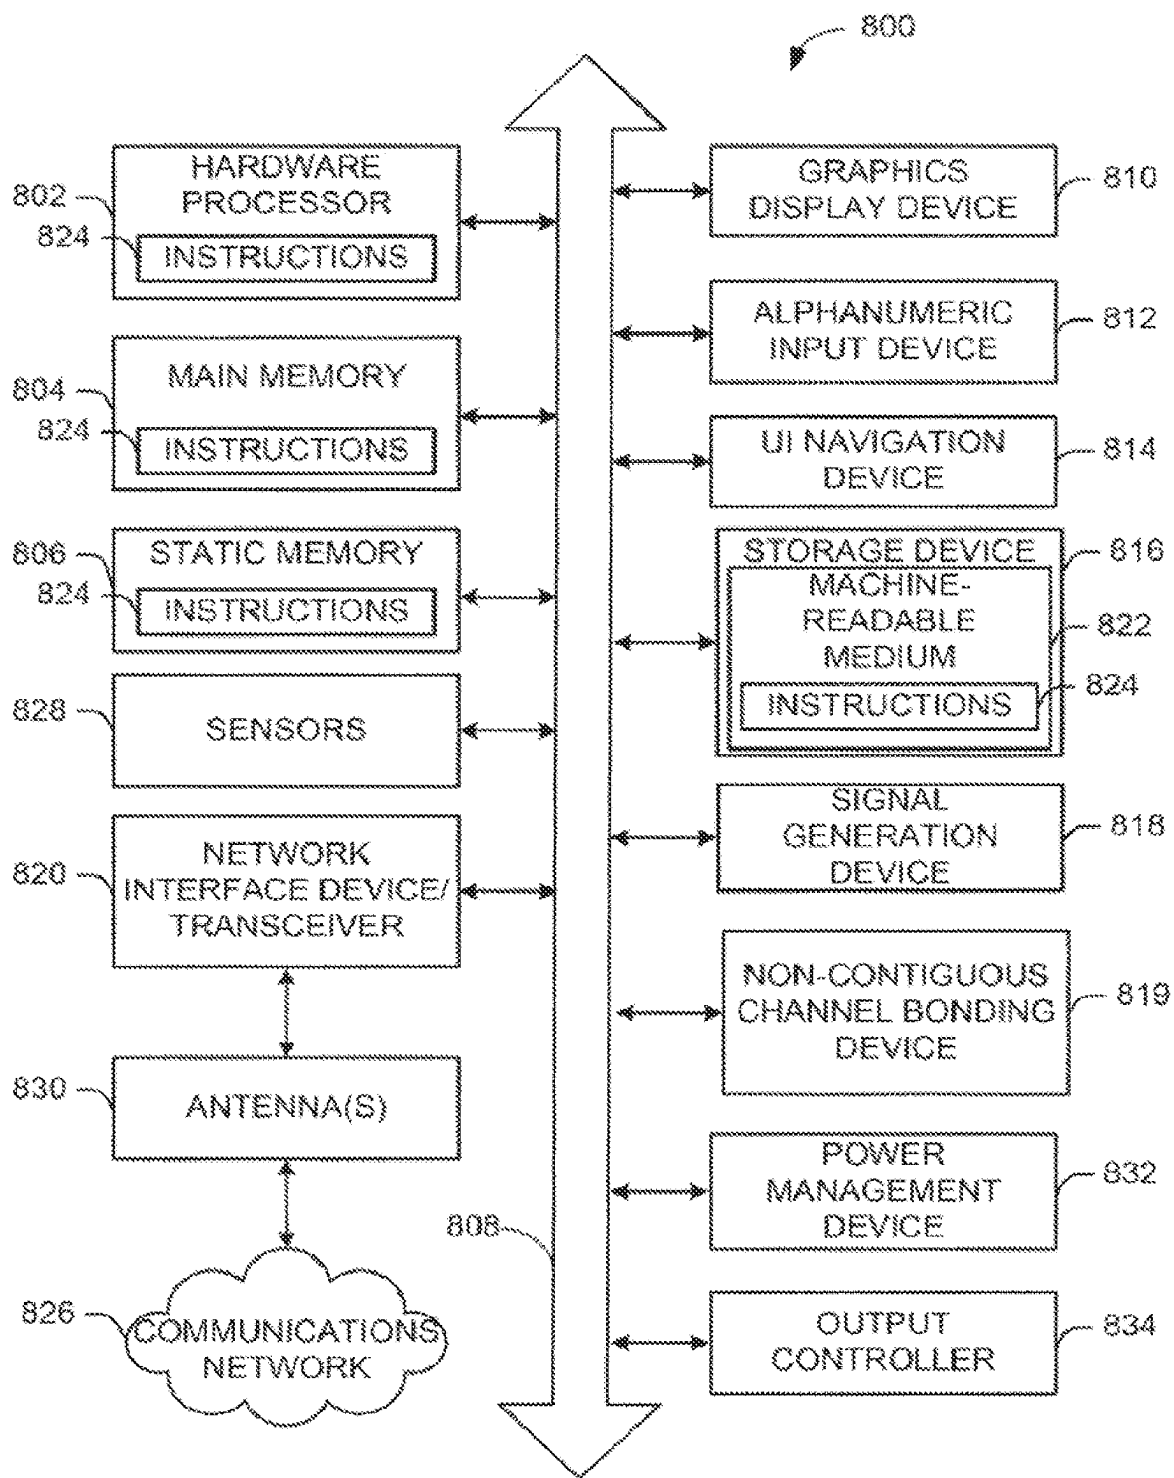 800
HARDWARE
PROCESSOR
802
824
INSTRUCTIONS
MAIN MEMORY
804
824
INSTRUCTIONS
STATIC MEMORY
806
824
INSTRUCTIONS
828
SENSORS
NETWORK
820
INTERFACE DEVICE/
TRANSCEIVER
830
ANTENNA(S)
808
826
COMMUNICATIONS
NETWORK
GRAPHICS
DISPLAY DEVICE
810
ALPHANUMERIC
INPUT DEVICE
812
UI NAVIGATION
DEVICE
814
STORAGE DEVICE
816
MACHINE-
READABLE
MEDIUM
822
824
INSTRUCTIONS
SIGNAL
GENERATION
DEVICE
818
NON-CONTIGUOUS
CHANNEL BONDING
DEVICE
819
POWER
MANAGEMENT
DEVICE
832
OUTPUT
CONTROLLER
834